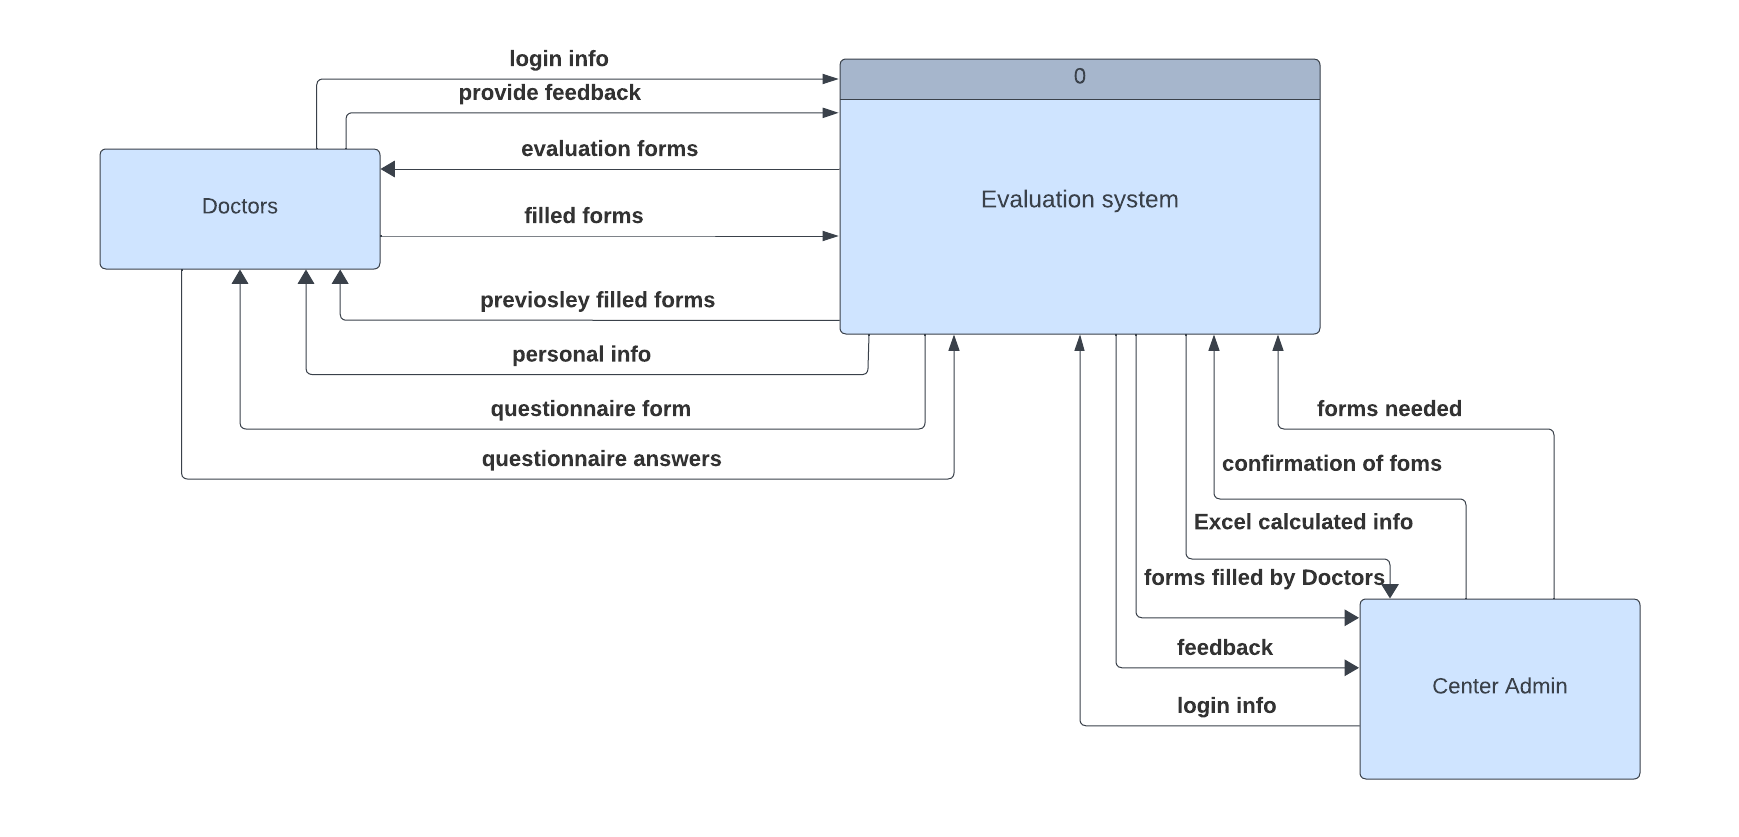 login info
0
provide feedback
evaluation forms
Doctors
Evaluation system
filled forms
previosley filled forms
personal info
questionnaire form
forms needed
questionnaire answers
confirmation of foms
Excel calculated info
forms filled by Doctors
feedback
Center Admin
login info